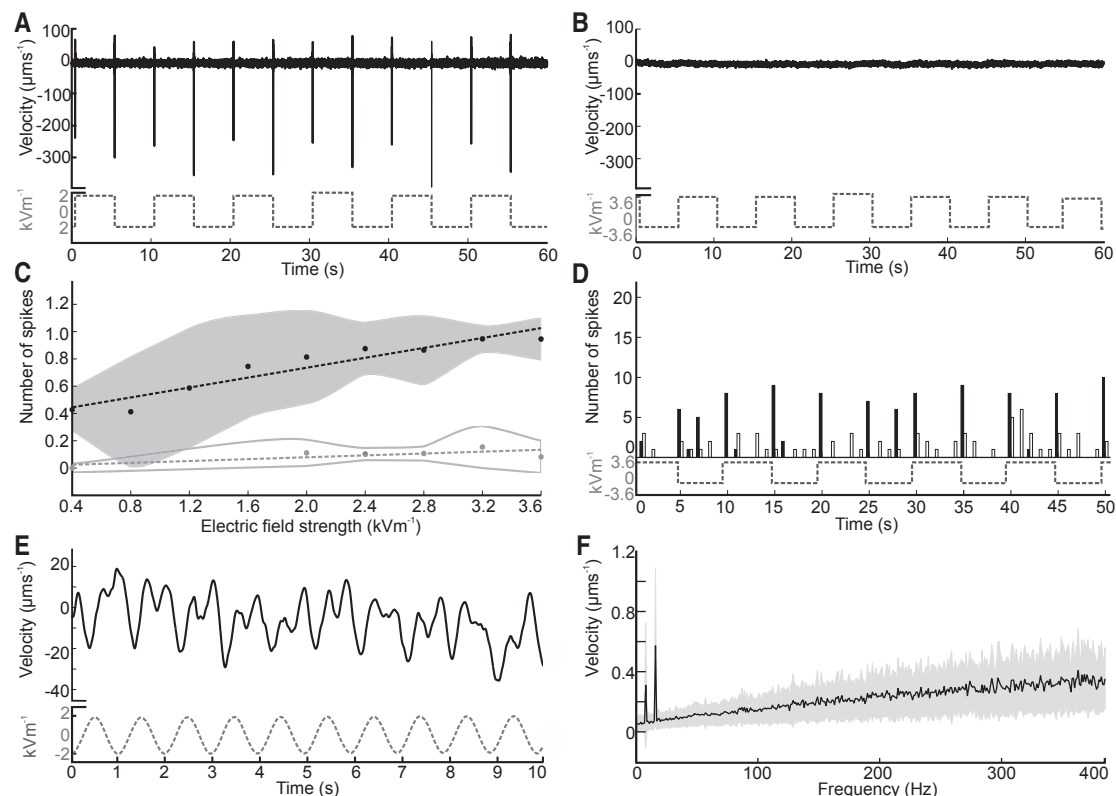 A
100
0
-100
-200
-300
Velocity (µms-1)
2
0
2
kVm-1
0 10 20 30 40 50 60
Time (s)
B
100
0
-100
-200
-300
Velocity (µms-1)
3.6
0
-3.6
kVm-1
0 10 20 30 40 50 60
Time (s)
C
1.2
1.0
0.8
0.6
0.4
0.2
0
Number of spikes
0.4 0.8 1.2 1.6 2.0 2.4 2.8 3.2 3.6
Electric field strength (kVm-1)
D
20
15
10
5
0
Number of spikes
3.6
0
-3.6
kVm-1
0 5 10 15 20 25 30 35 40 45 50
Time (s)
E
20
0
-20
-40
Velocity (µms-1)
2
0
-2
kVm-1
0 1 2 3 4 5 6 7 8 9 10
Time (s)
F
1.2
0.8
0.4
0
Velocity (µms-1)
0 100 200 300 400
Frequency (Hz)